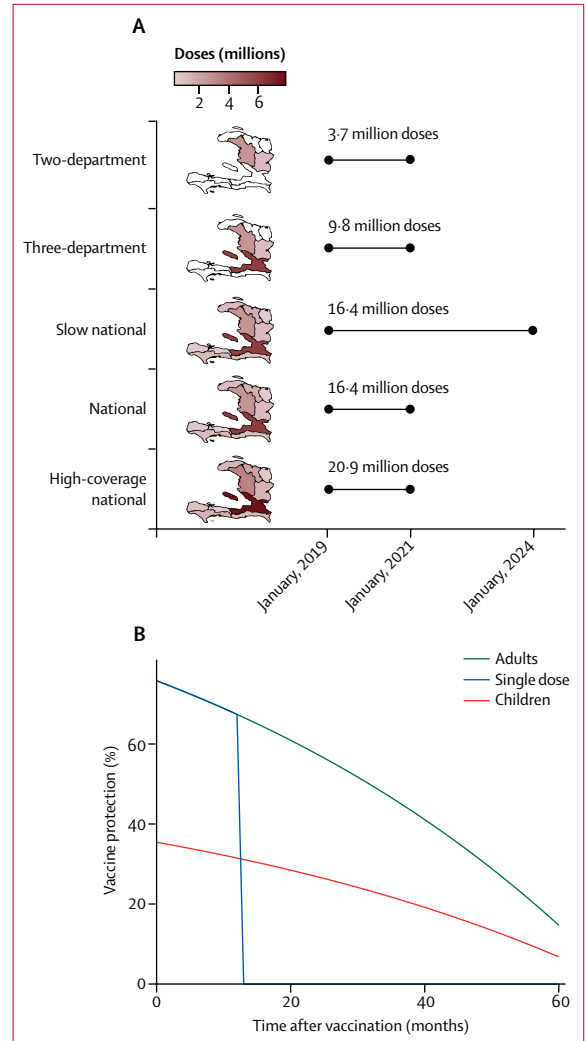 A
Doses (millions)
2 4 6
Two-department
3·7 million doses
Three-department
9·8 million doses
Slow national
16·4 million doses
National
16·4 million doses
High-coverage
national
20·9 million doses
January, 2019
January, 2021
January, 2024
B
Adults
Single dose
Children
Vaccine protection (%)
60
40
20
0
0 20 40 60
Time after vaccination (months)